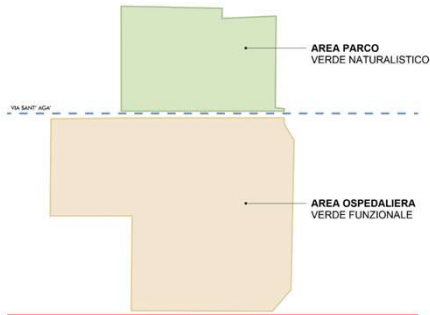 AREA PARCO
VERDE NATURALISTICO
VIA SANT' AGA'
AREA OSPEDALIERA
VERDE FUNZIONALE